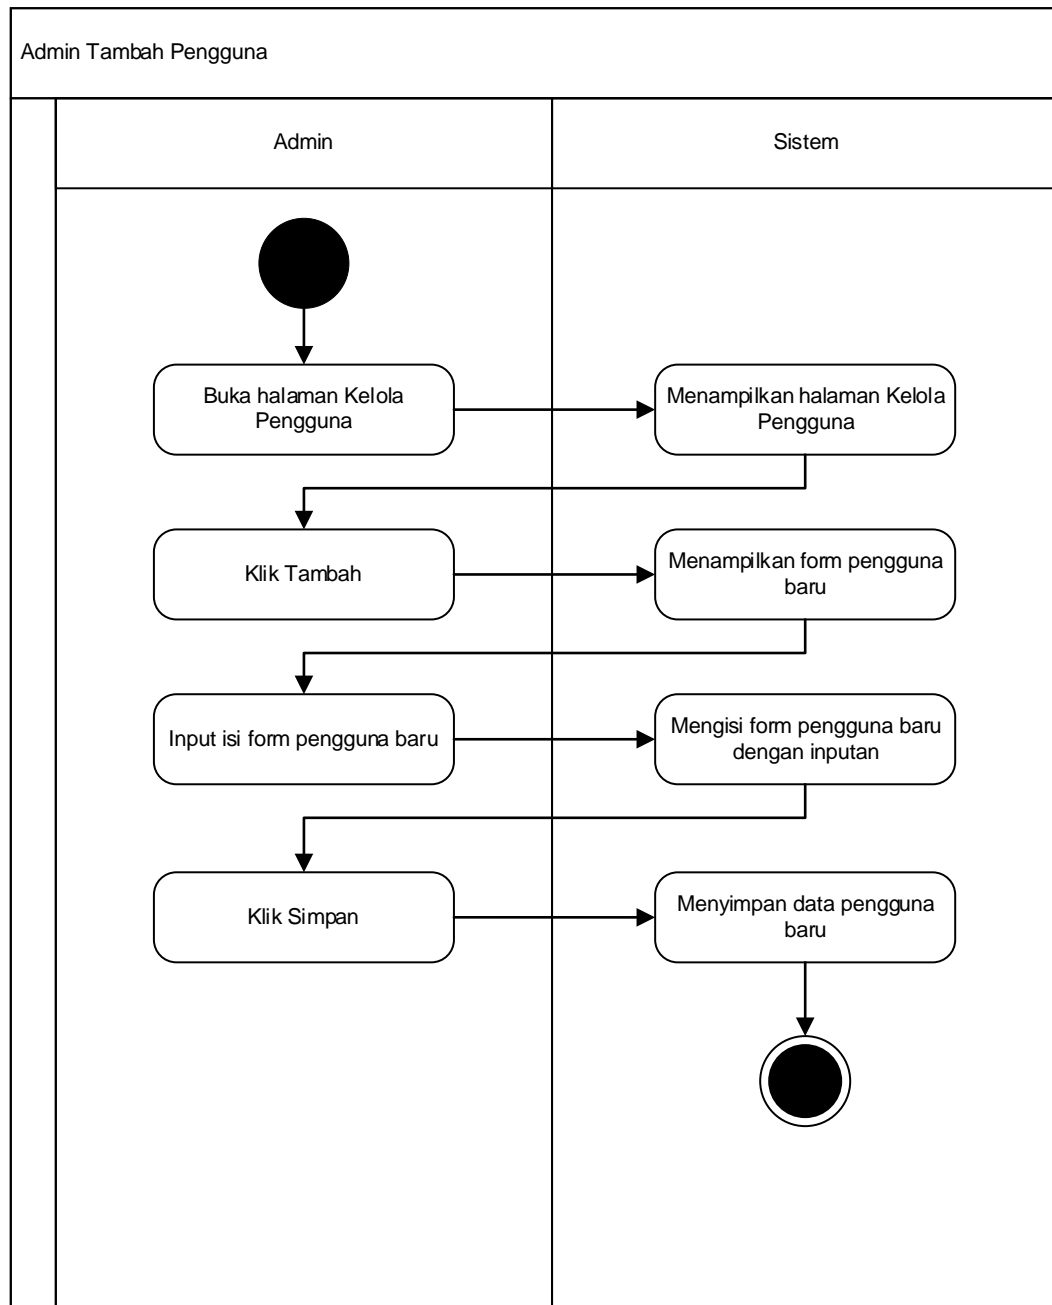 Admin Tambah Pengguna
Admin
Sistem
Buka halaman Kelola
Pengguna
Menampilkan halaman Kelola
Pengguna
Klik Tambah
Menampilkan form pengguna
baru
Input isi form pengguna baru
Mengisi form pengguna baru
dengan inputan
Klik Simpan
Menyimpan data pengguna
baru